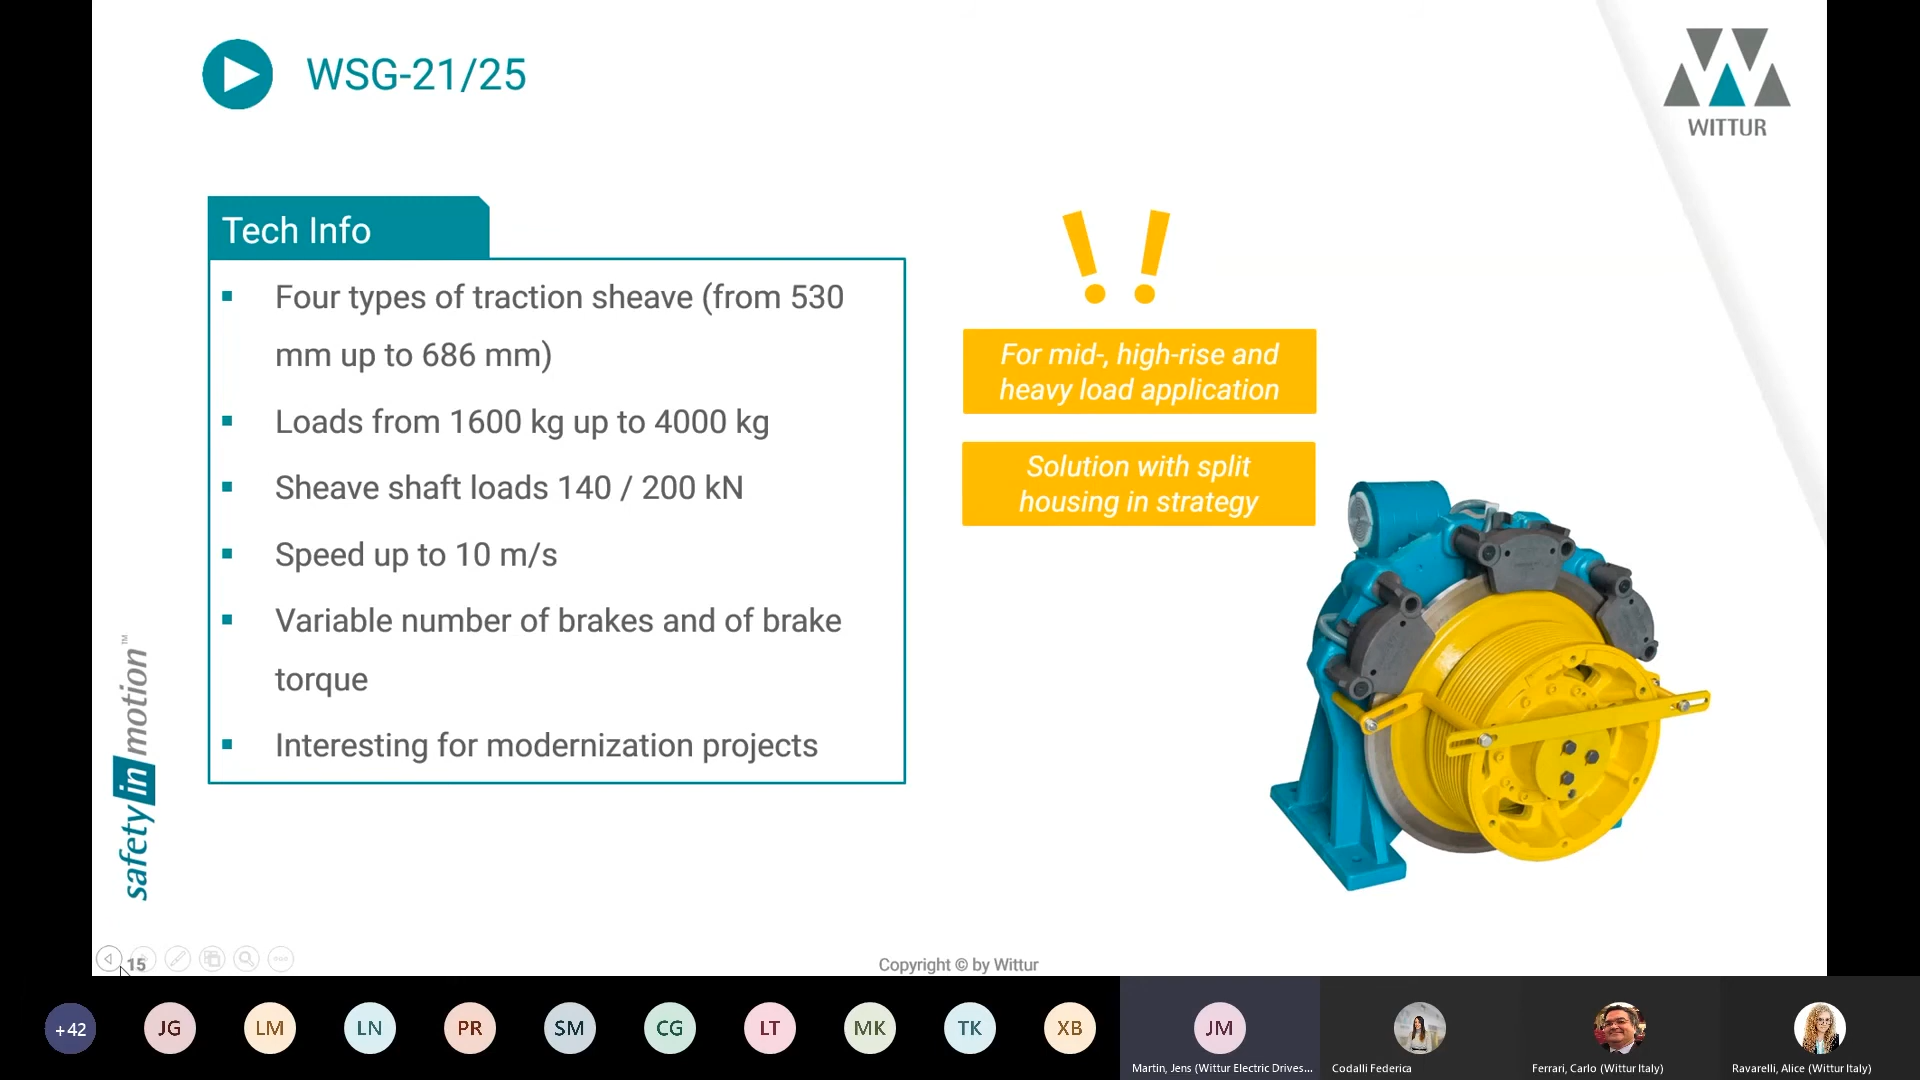 WSG-21/25
WITTUR
Tech Info
Four types of traction sheave (from 530
mm up to 686 mm)
Loads from 1600 kg up to 4000 kg
Sheave shaft loads 140 / 200 kN
Speed up to 10 m/s
Variable number of brakes and of brake
torque
Interesting for modernization projects
!!
For mid-, high-rise and
heavy load application
Solution with split
housing in strategy
safety in motion™
15
Copyright © by Wittur
+42
JG
LM
LN
PR
SM
CG
LT
MK
TK
XB
JM
Martin, Jens (Wittur Electric Drives...
Codalli Federica
Ferrari, Carlo (Wittur Italy)
Ravarelli, Alice (Wittur Italy)